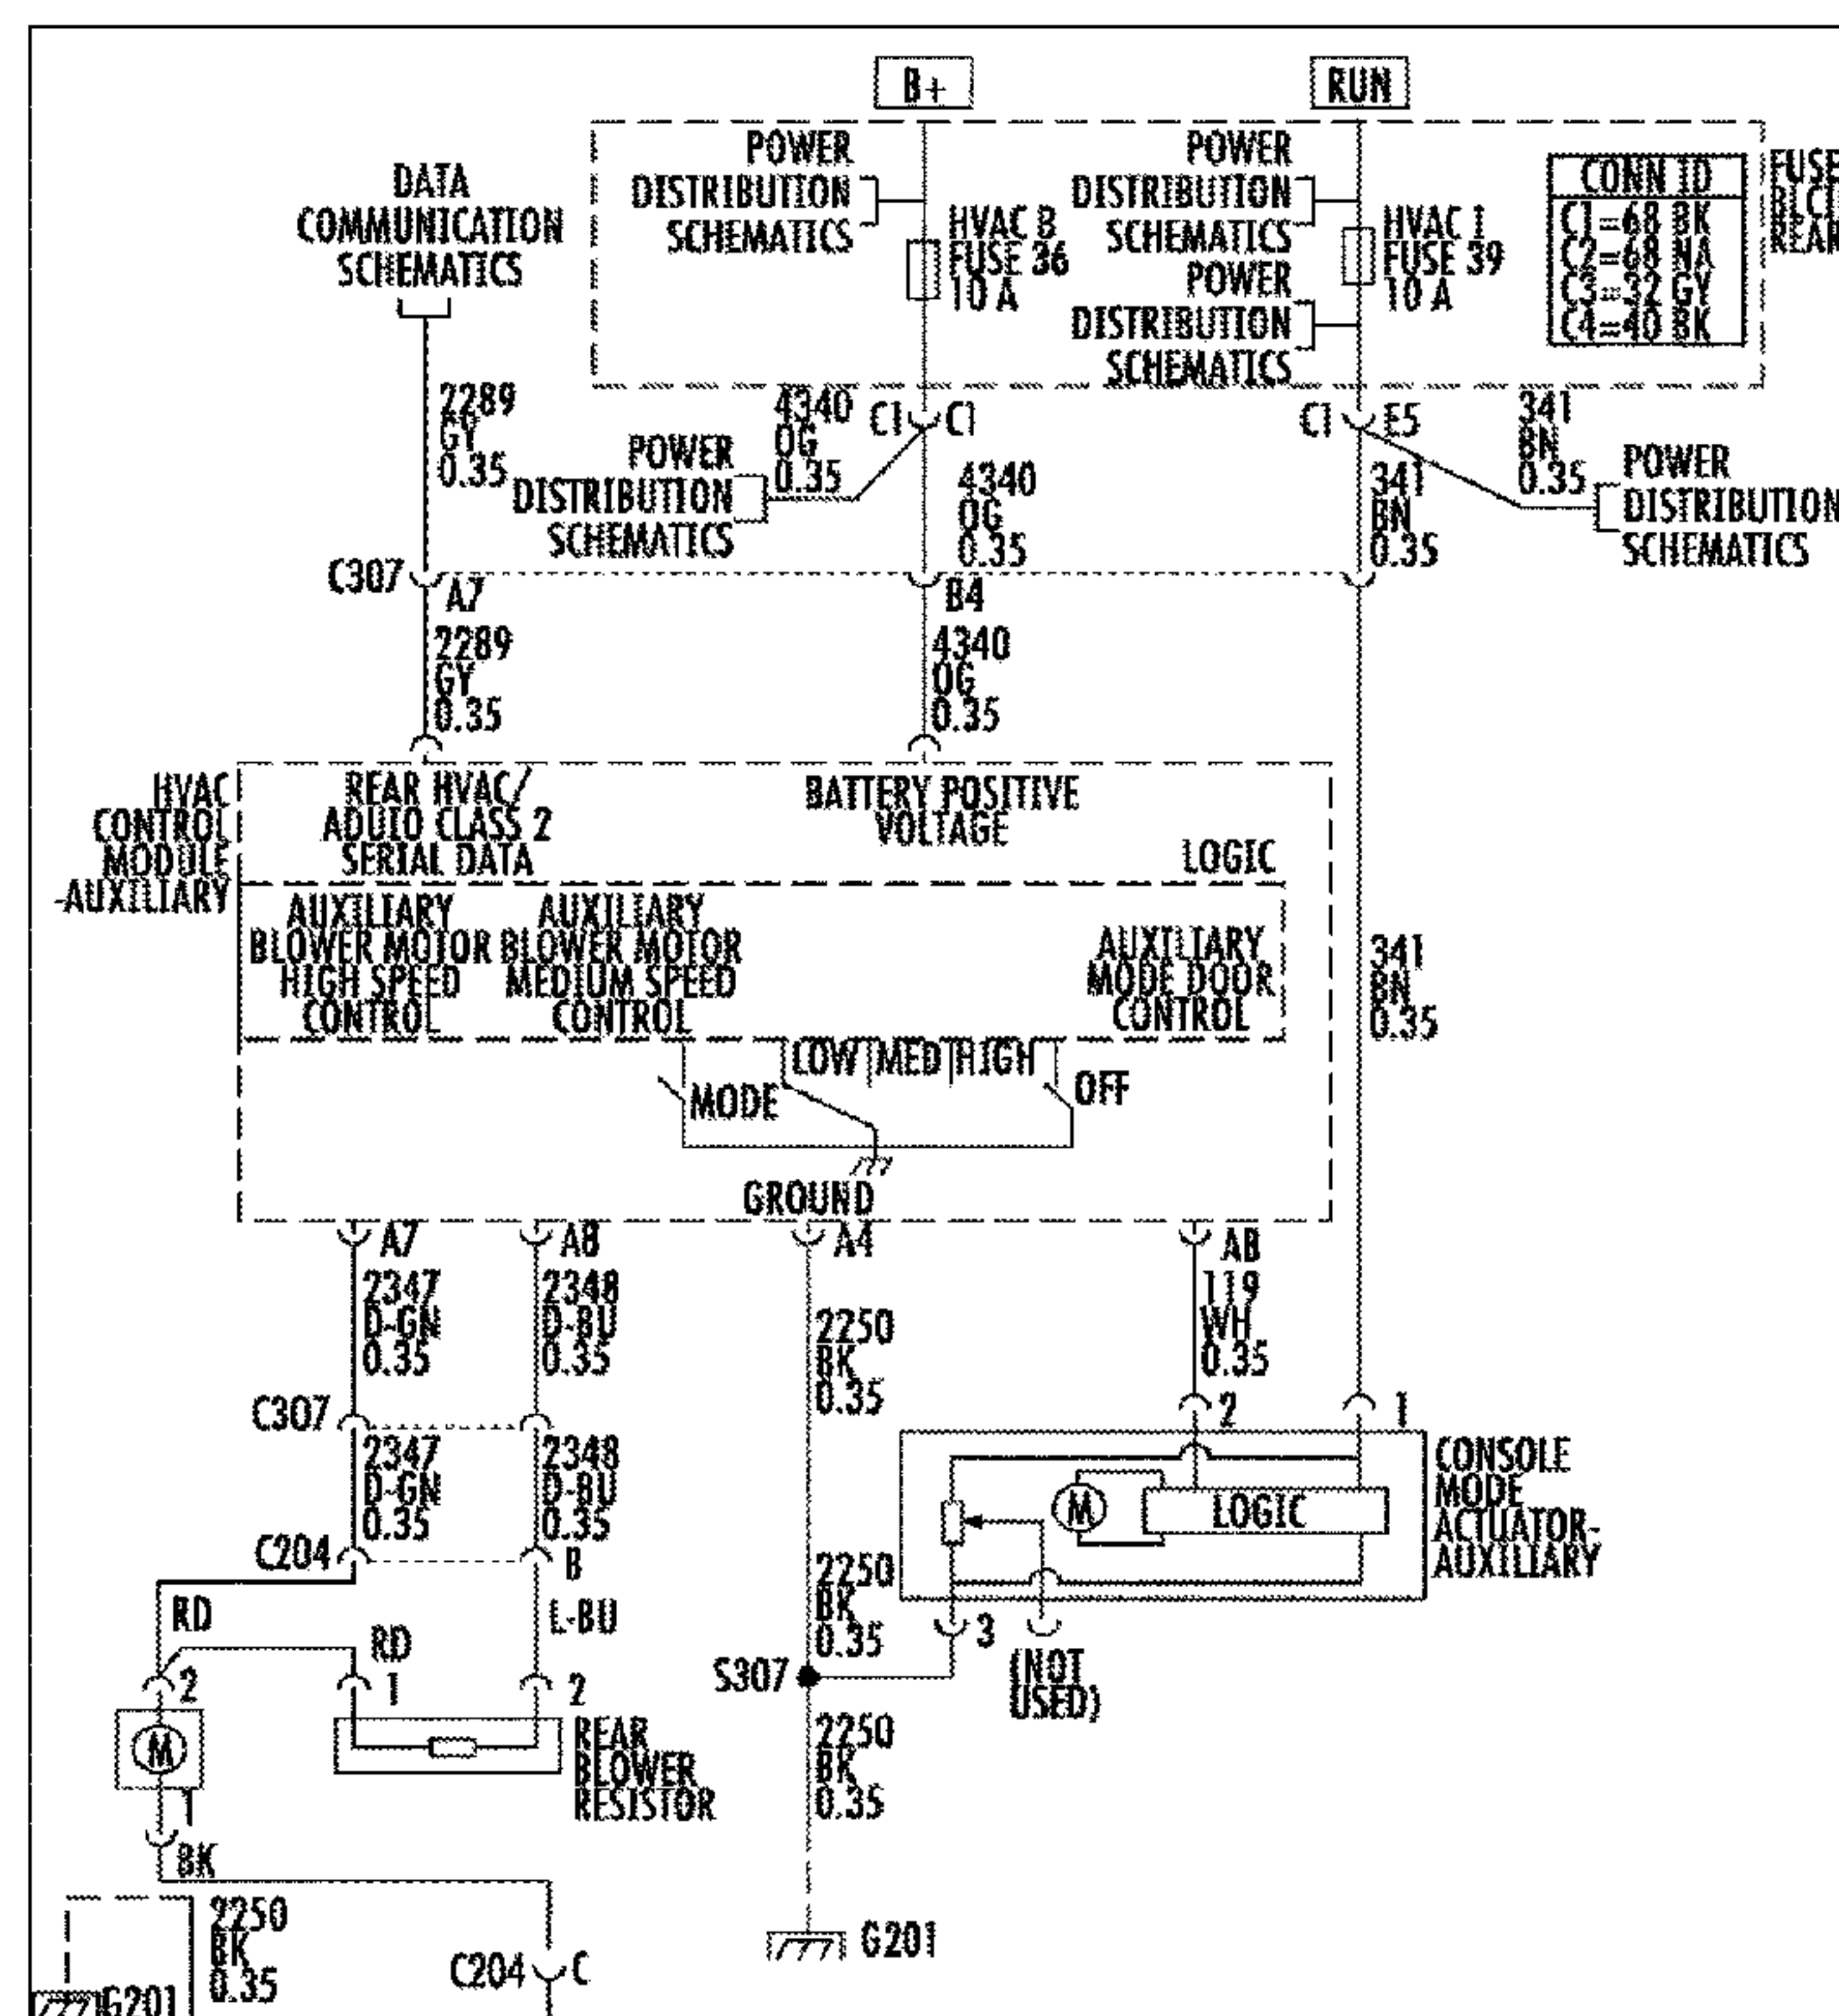 B+
RUN
DATA
COMMUNICATION
SCHEMATICS
POWER
DISTRIBUTION
SCHEMATICS
HVAC B
FUSE 36
10 A
POWER
DISTRIBUTION
SCHEMATICS
POWER
DISTRIBUTION
SCHEMATICS
HVAC I
FUSE 39
10 A
CONN ID
C1=68 BK
C2=68 NA
C3=32 GY
C4=40 BK
FUSE
REAR
2289
GY
0.35
POWER
DISTRIBUTION
SCHEMATICS
4340
OG
0.35
C1
C1
4340
OG
0.35
C1
E5
341
BN
0.35
341
BN
0.35
POWER
DISTRIBUTION
SCHEMATICS
C307
A7
B4
2289
GY
0.35
4340
OG
0.35
HVAC
CONTROL
MODULE
-AUXILIARY
REAR HVAC/
ADUIO CLASS 2
SERIAL DATA
BATTERY POSITIVE
VOLTAGE
LOGIC
AUXILIARY
BLOWER MOTOR
HIGH SPEED
CONTROL
AUXILIARY
BLOWER MOTOR
MEDIUM SPEED
CONTROL
AUXILIARY
MODE DOOR
CONTROL
341
BN
0.35
LOW MED HIGH
MODE
OFF
GROUND
A7
A8
A4
AB
2347
D-GN
0.35
2348
D-BU
0.35
2250
BK
0.35
119
WH
0.35
C307
2
1
2347
D-GN
0.35
2348
D-BU
0.35
M
LOGIC
CONSOLE
MODE
ACTUATOR-
AUXILIARY
C204
B
2250
BK
0.35
RD
RD
L-BU
3
(NOT
USED)
S307
2
1
2
M
REAR
BLOWER
RESISTOR
2250
BK
0.35
1
BK
2250
BK
0.35
C204
C
G201
G201